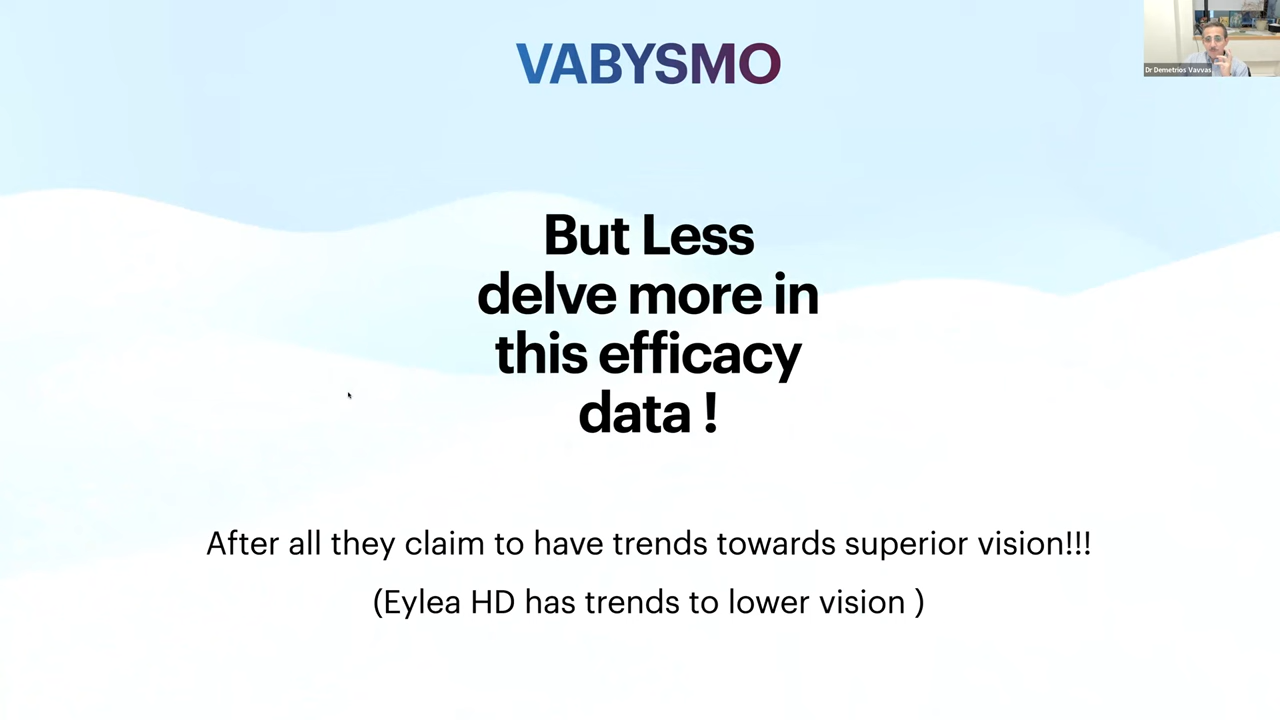 VABYSMO
Dr Demetrios Vavvas
But Less
delve more in
this efficacy
data !
After all they claim to have trends towards superior vision!!!
(Eylea HD has trends to lower vision )